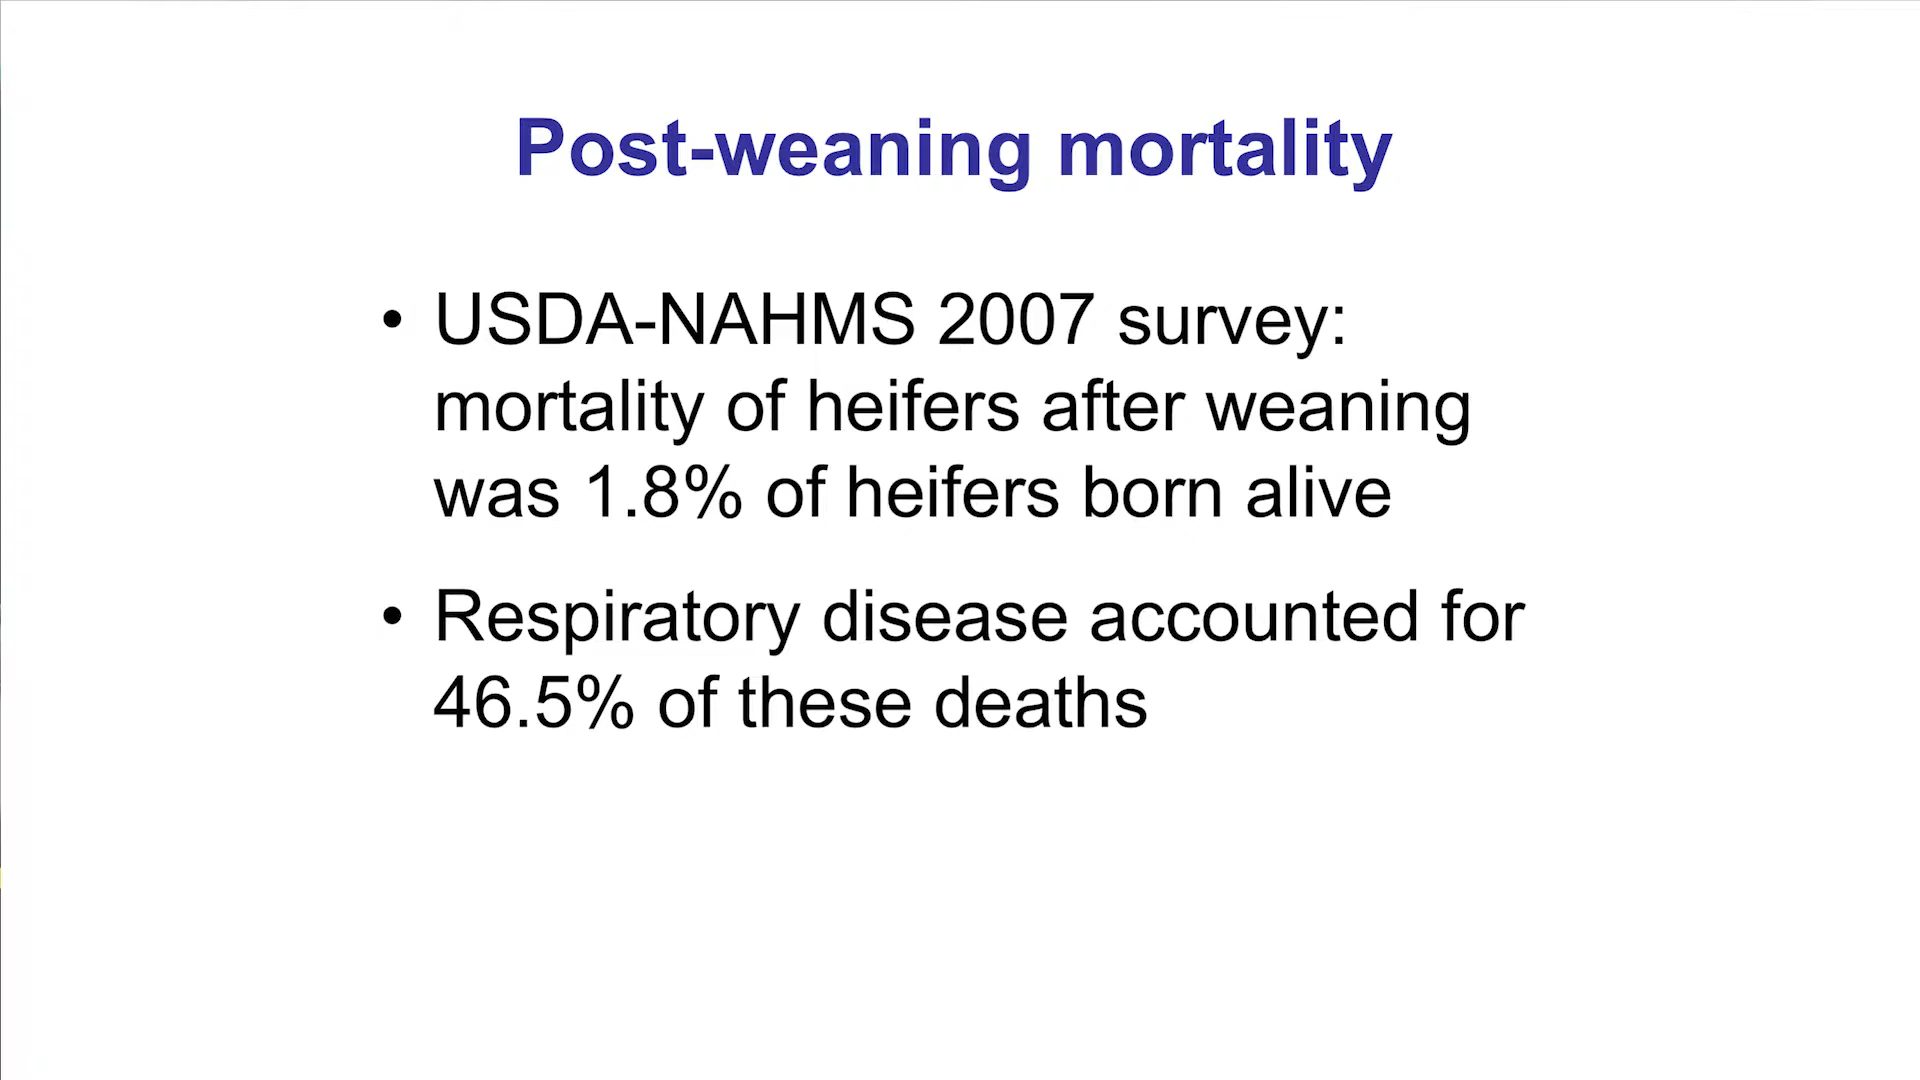 Post-weaning mortality
• USDA-NAHMS 2007 survey:
mortality of heifers after weaning
was 1.8% of heifers born alive
• Respiratory disease accounted for
46.5% of these deaths